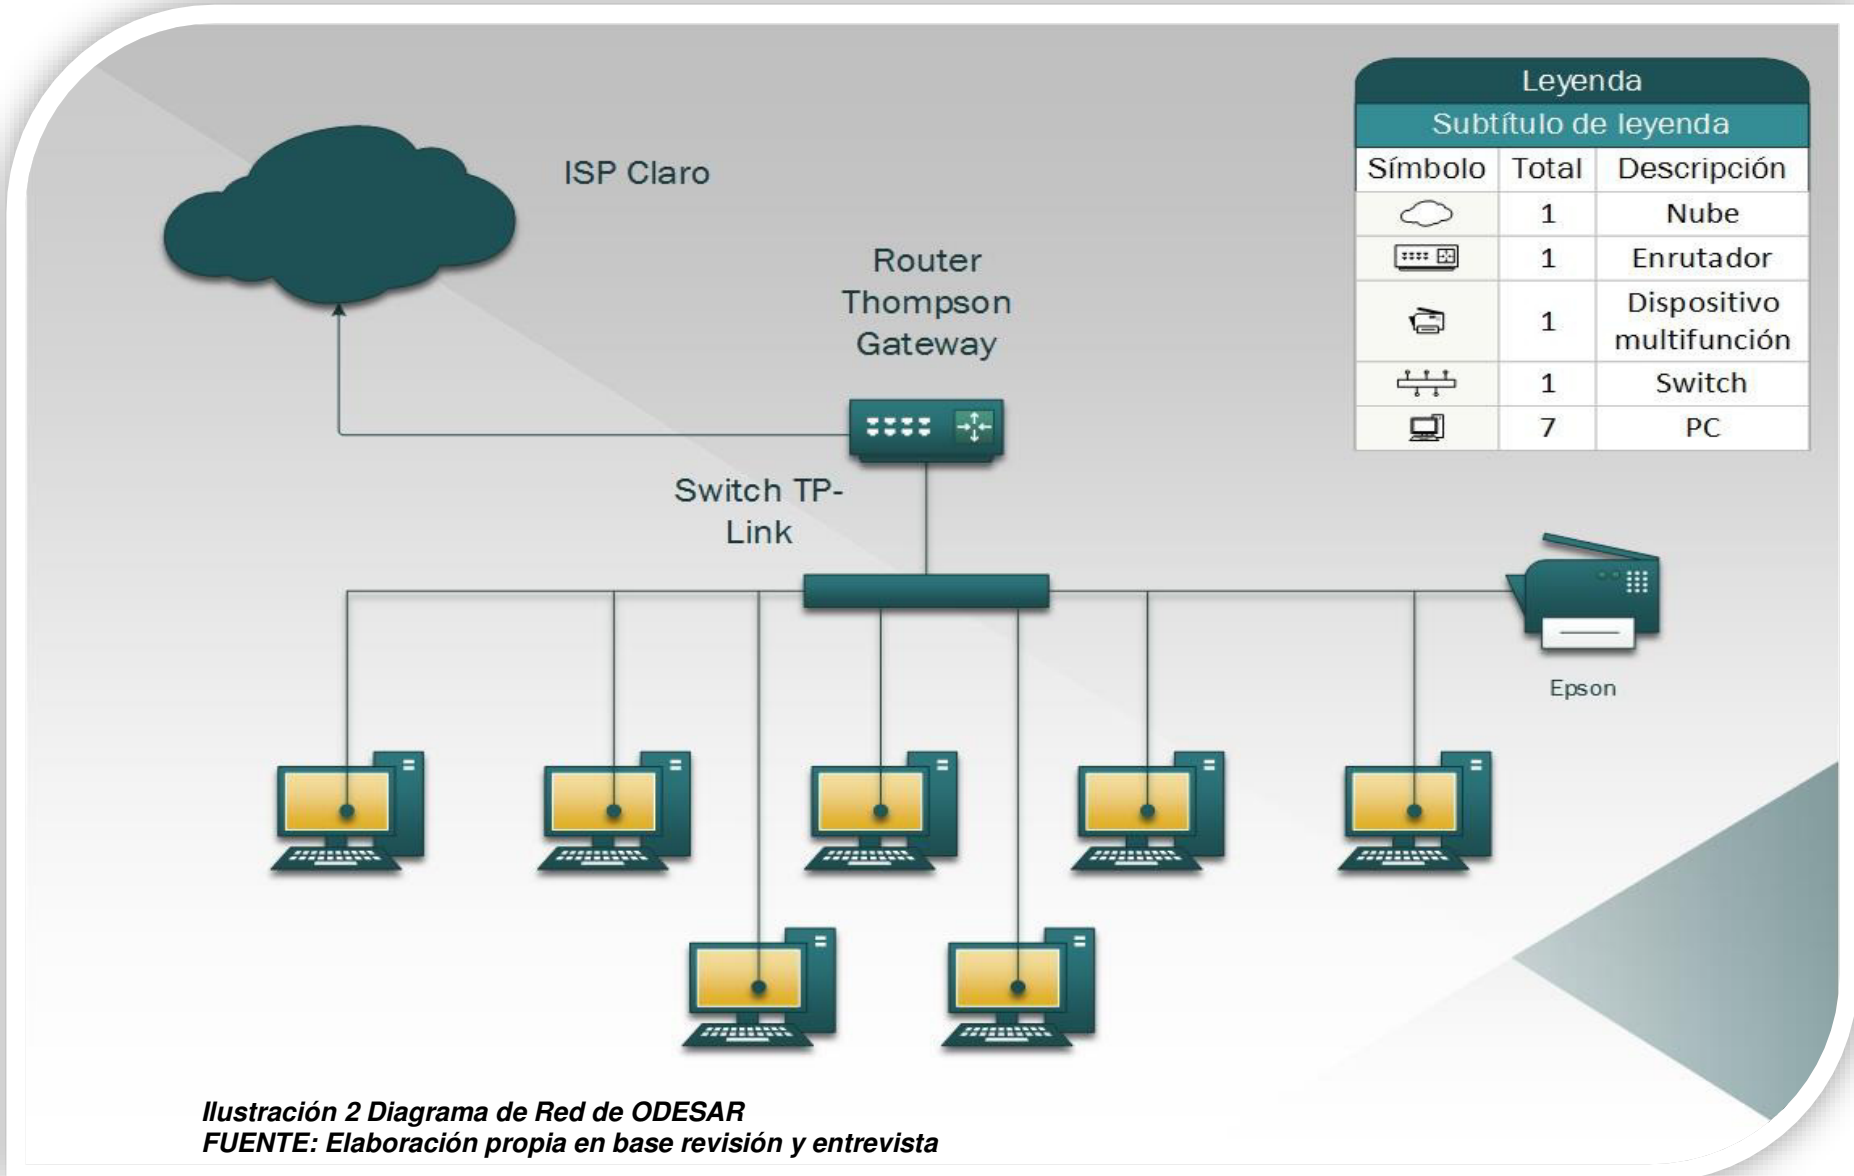 Leyenda
Subtítulo de leyenda
Símbolo Total Descripción
1 Nube
1 Enrutador
1 Dispositivo
multifunción
1 Switch
7 PC
ISP Claro
Router
Thompson
Gateway
Switch TP-
Link
Epson
Ilustración 2 Diagrama de Red de ODESAR
FUENTE: Elaboración propia en base revisión y entrevista